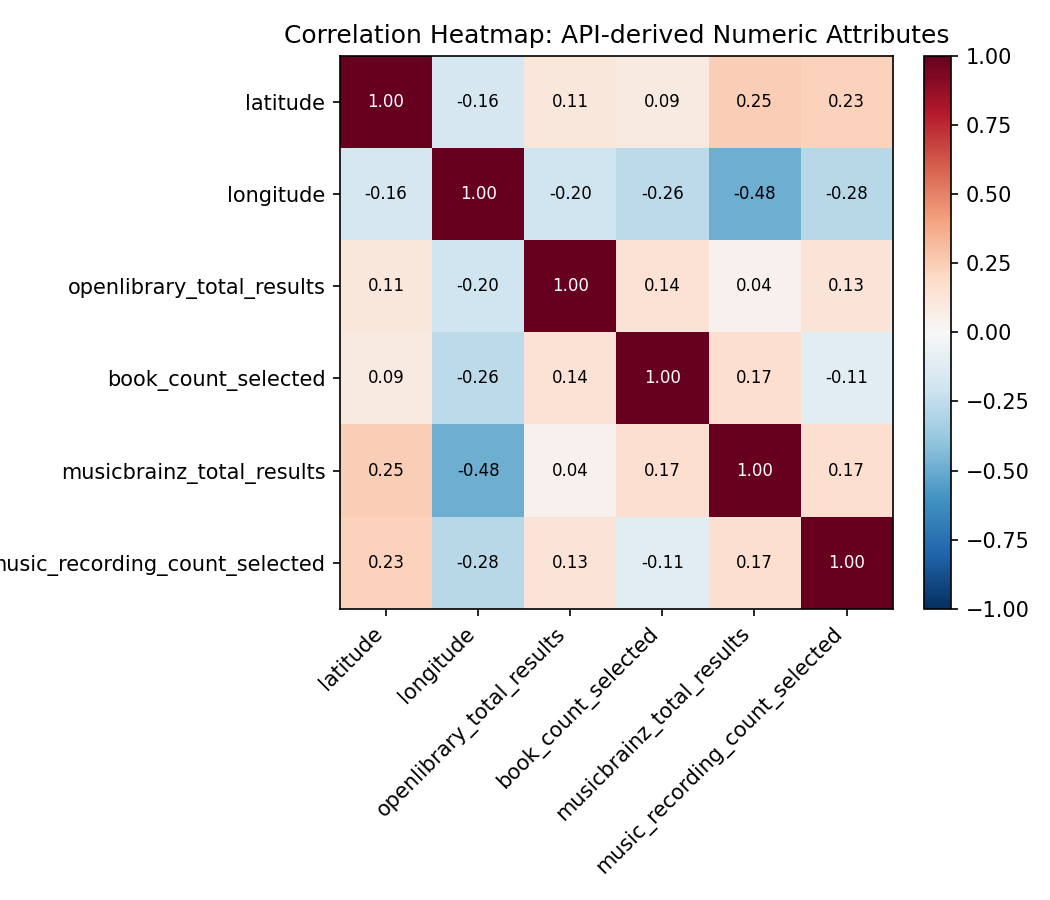 Correlation Heatmap: API-derived Numeric Attributes
latitude 1.00 -0.16 0.11 0.09 0.25 0.23
longitude -0.16 1.00 -0.20 -0.26 -0.48 -0.28
openlibrary_total_results 0.11 -0.20 1.00 0.14 0.04 0.13
book_count_selected 0.09 -0.26 0.14 1.00 0.17 -0.11
musicbrainz_total_results 0.25 -0.48 0.04 0.17 1.00 0.17
music_recording_count_selected 0.23 -0.28 0.13 -0.11 0.17 1.00
latitude
longitude
openlibrary_total_results
book_count_selected
musicbrainz_total_results
music_recording_count_selected
1.00
0.75
0.50
0.25
0.00
−0.25
−0.50
−0.75
−1.00